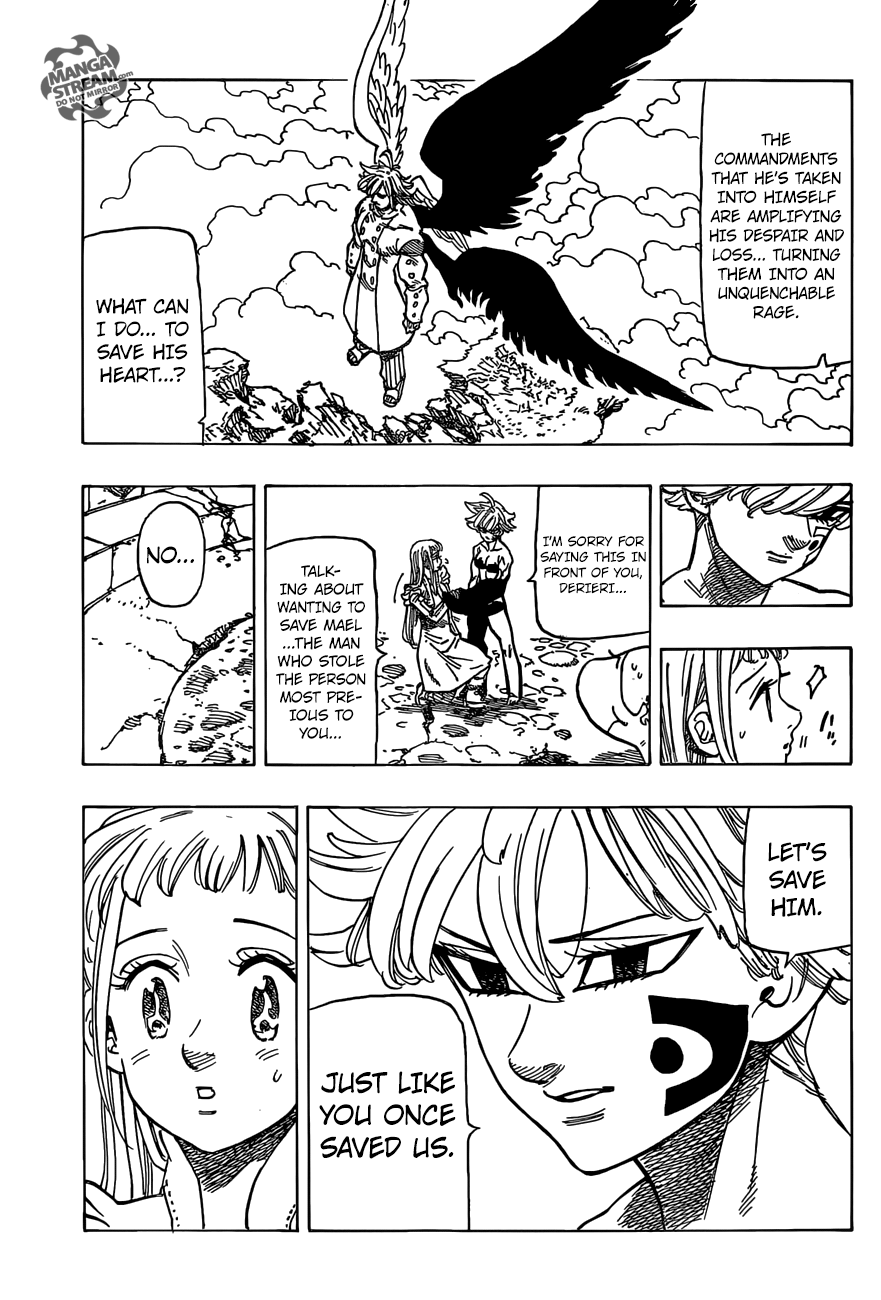 MANGA
STREAM.com
DO NOT MIRROR
THE
COMMANDMENTS
THAT HE'S TAKEN
INTO HIMSELF
ARE AMPLIFYING
HIS DESPAIR AND
LOSS... TURNING
THEM INTO AN
UNQUENCHABLE
RAGE.
WHAT CAN
I DO... TO
SAVE HIS
HEART...?
I'M SORRY FOR
SAYING THIS IN
FRONT OF YOU,
DERIERI...
TALK-
ING ABOUT
WANTING TO
SAVE MAEL
...THE MAN
WHO STOLE
THE PERSON
MOST PRE-
IOUS TO
YOU...
NO...
LET'S
SAVE
HIM.
JUST LIKE
YOU ONCE
SAVED US.